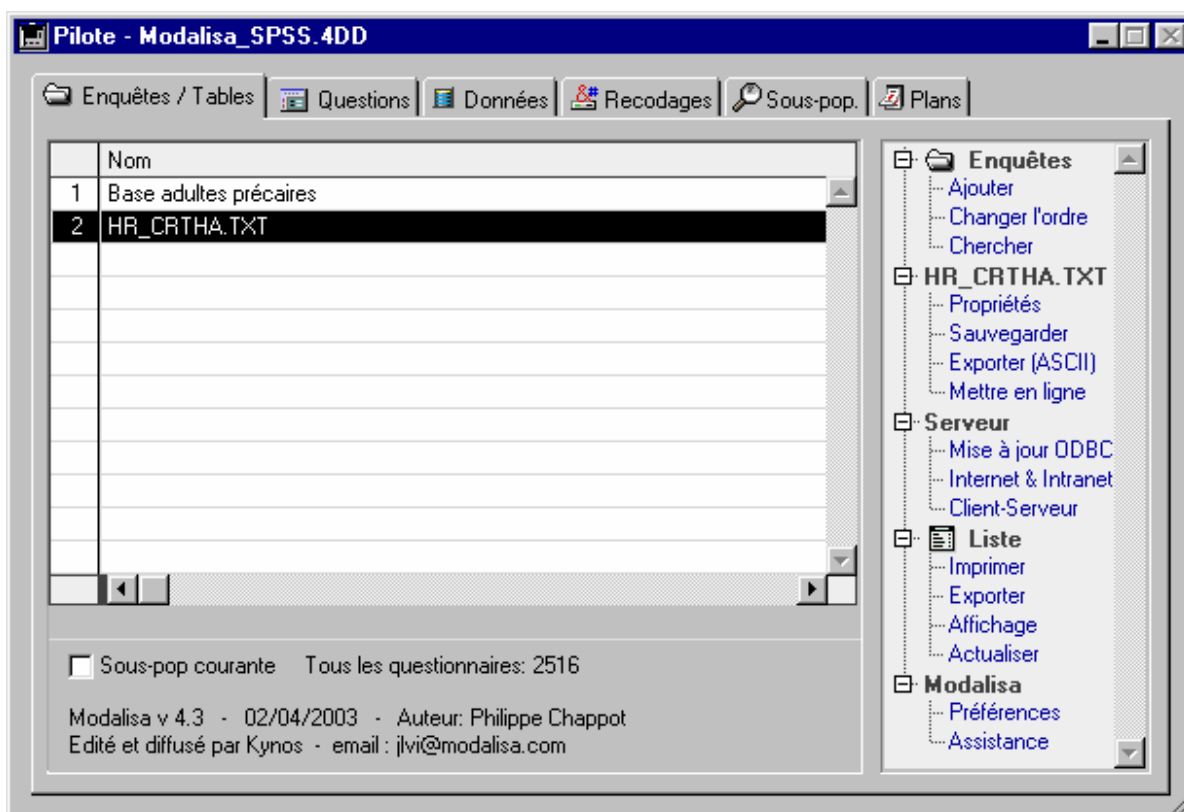 Pilote - Modalisa_SPSS.4DD
Enquêtes / Tables Questions Données Recodages Sous-pop. Plans
Nom
1 Base adultes précaires
2 HR_CRTHA.TXT
Sous-pop courante Tous les questionnaires: 2516
Modalisa v 4.3 - 02/04/2003 - Auteur: Philippe Chappot
Edité et diffusé par Kynos - email : jlvi@modalisa.com
Enquêtes
Ajouter
Changer l'ordre
Chercher
HR_CRTHA.TXT
Propriétés
Sauvegarder
Exporter (ASCII)
Mettre en ligne
Serveur
Mise à jour ODBC
Internet & Intranet
Client-Serveur
Liste
Imprimer
Exporter
Affichage
Actualiser
Modalisa
Préférences
Assistance